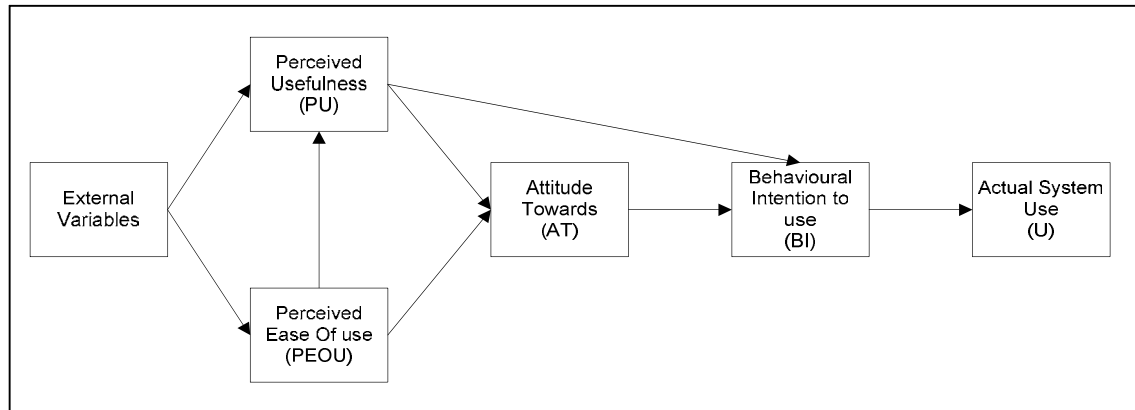 External
Variables
Perceived
Usefulness
(PU)
Perceived
Ease Of use
(PEOU)
Attitude
Towards
(AT)
Behavioural
Intention to
use
(BI)
Actual System
Use
(U)